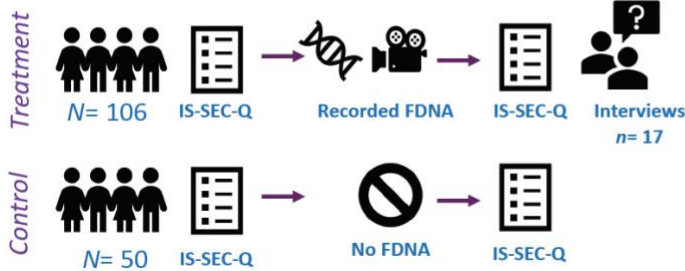 Treatment
N= 106
IS-SEC-Q
Recorded FDNA
IS-SEC-Q
?
Interviews
n= 17
Control
N= 50
IS-SEC-Q
No FDNA
IS-SEC-Q